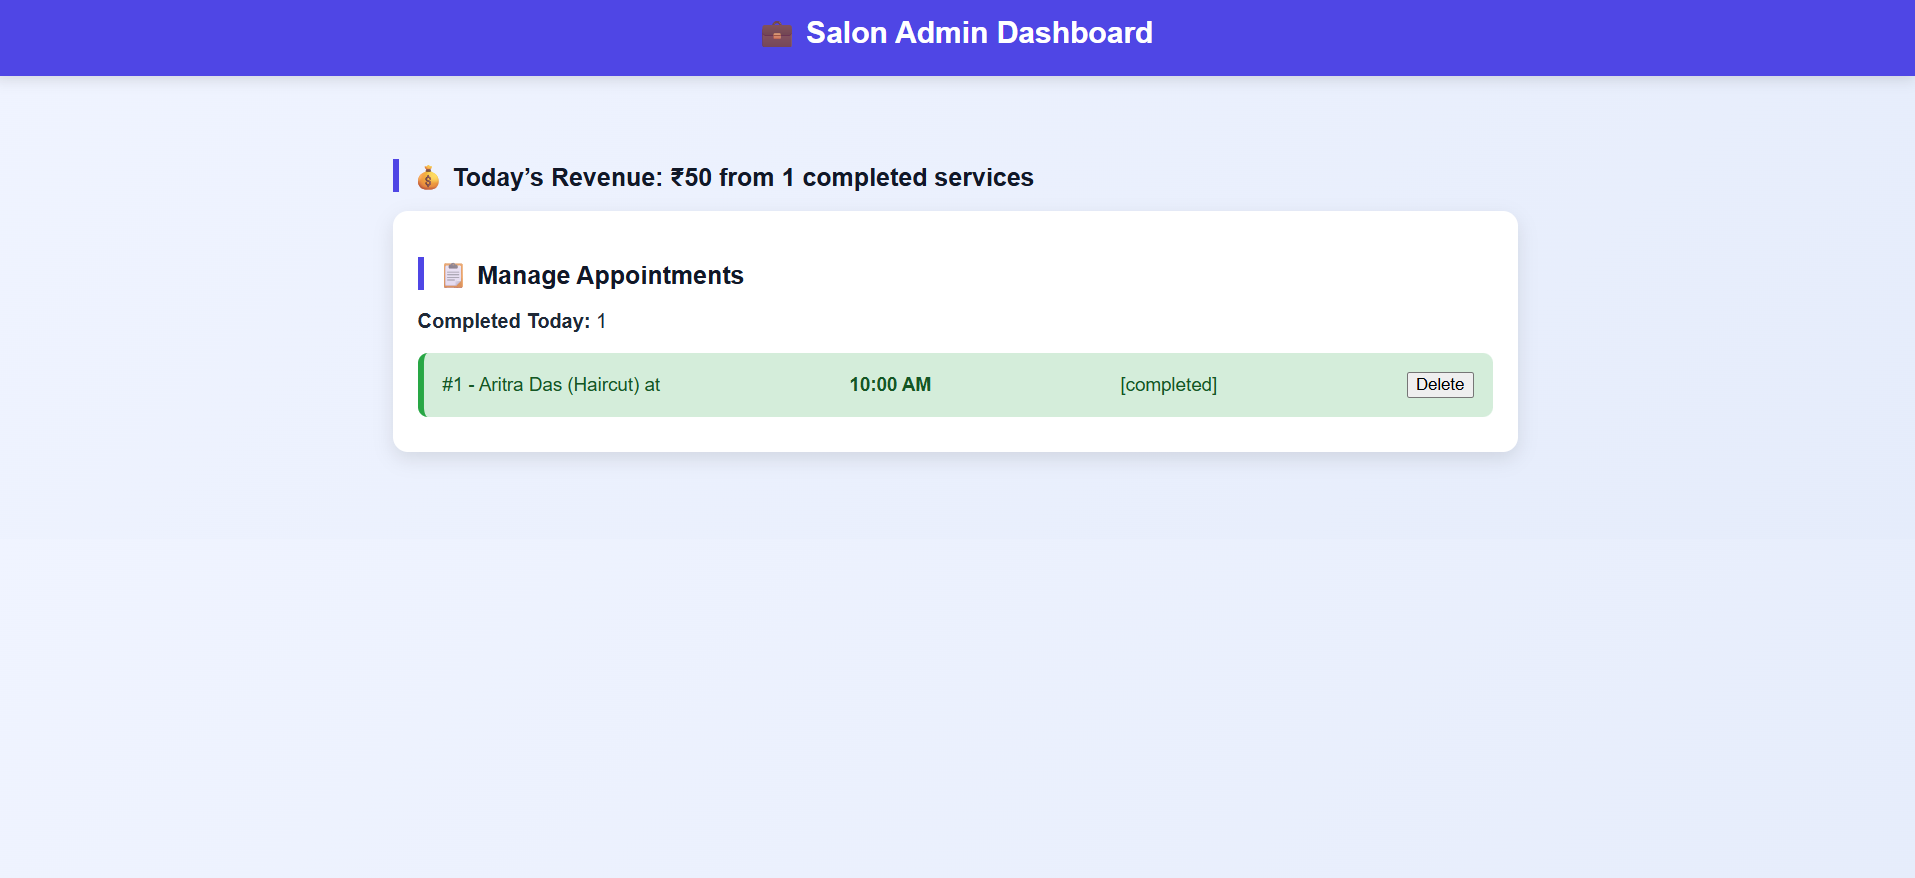 💼 Salon Admin Dashboard
💰 Today’s Revenue: ₹50 from 1 completed services
📋 Manage Appointments
Completed Today: 1
#1 - Aritra Das (Haircut) at 10:00 AM [completed] Delete